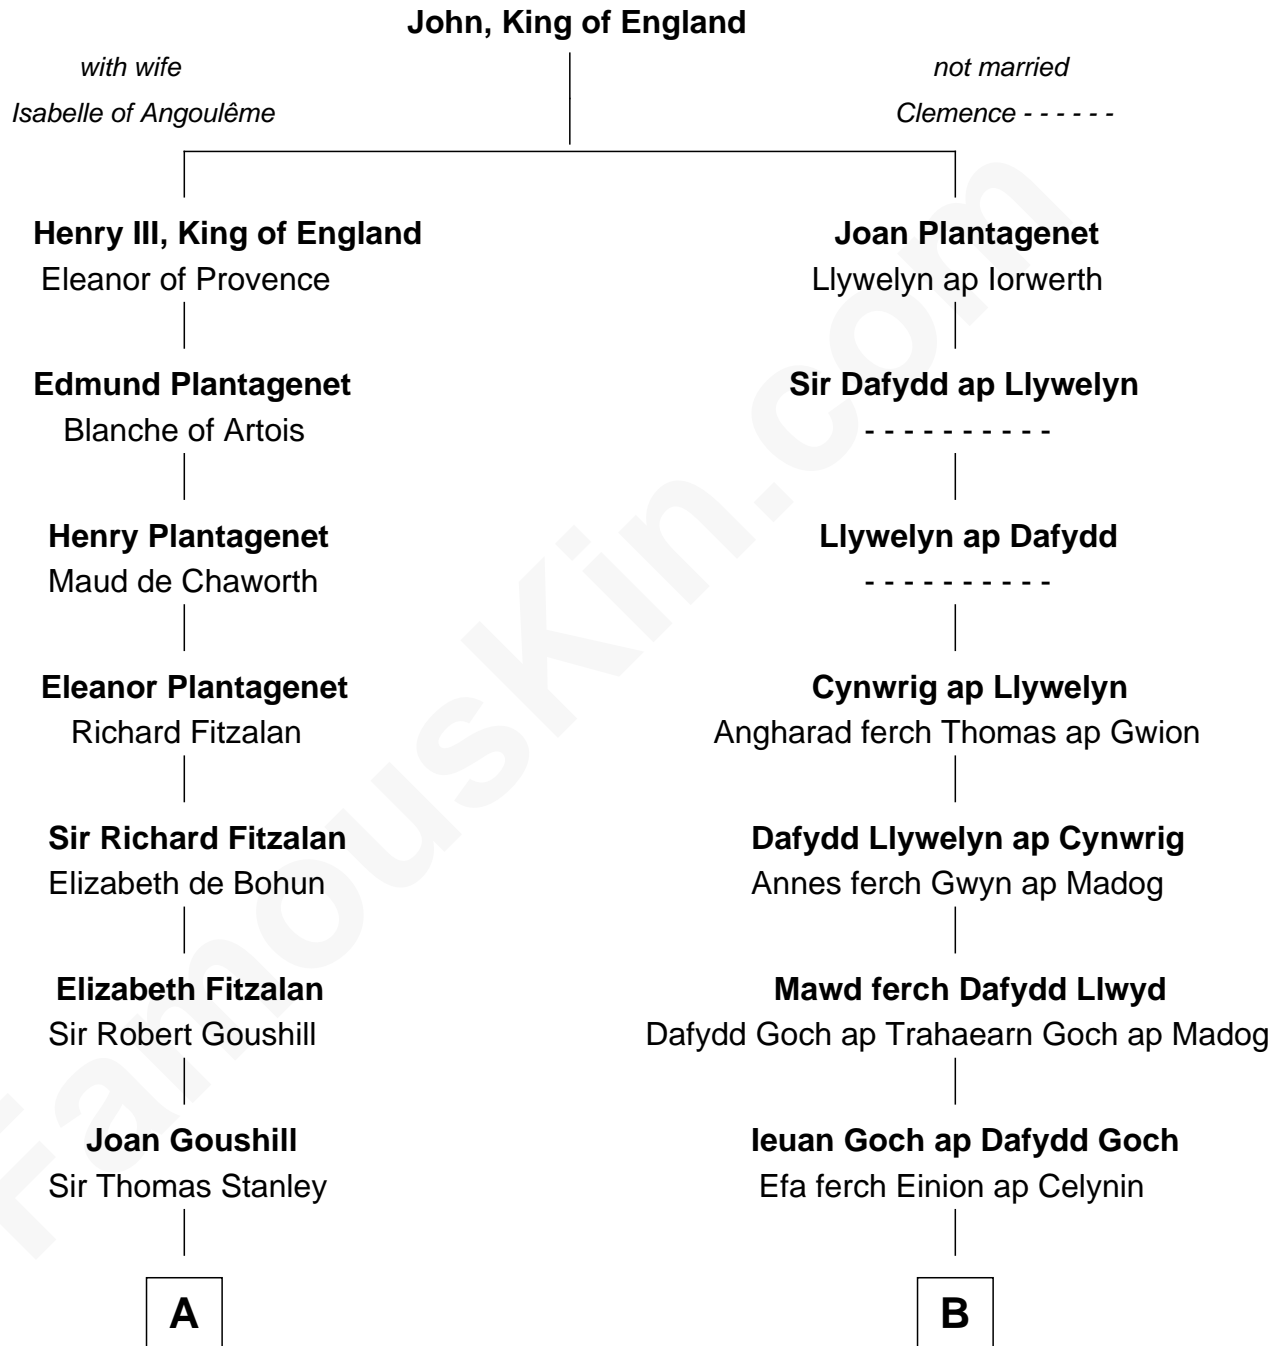 John, King of England
with wife
Isabelle of Angoulême
not married
Clemence - - - - - -
Henry III, King of England
Eleanor of Provence
Joan Plantagenet
Llywelyn ap Iorwerth
Edmund Plantagenet
Blanche of Artois
Sir Dafydd ap Llywelyn
- - - - - - - - - -
Henry Plantagenet
Maud de Chaworth
Llywelyn ap Dafydd
- - - - - - - - - -
Eleanor Plantagenet
Richard Fitzalan
Cynwrig ap Llywelyn
Angharad ferch Thomas ap Gwion
Sir Richard Fitzalan
Elizabeth de Bohun
Dafydd Llywelyn ap Cynwrig
Annes ferch Gwyn ap Madog
Elizabeth Fitzalan
Sir Robert Goushill
Mawd ferch Dafydd Llwyd
Dafydd Goch ap Trahaearn Goch ap Madog
Joan Goushill
Sir Thomas Stanley
Ieuan Goch ap Dafydd Goch
Efa ferch Einion ap Celynin
A
B
FamousKin.com